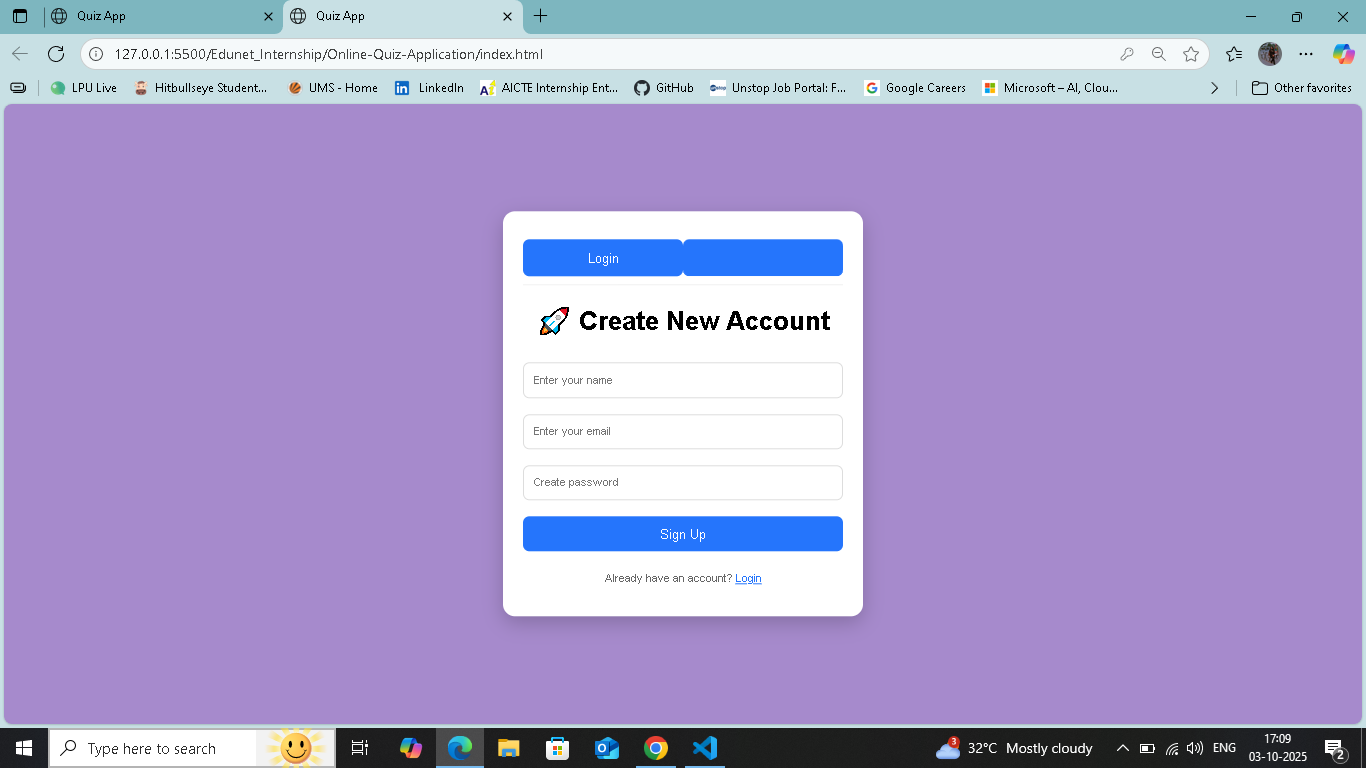 Quiz App
Quiz App
127.0.0.1:5500/Edunet_Internship/Online-Quiz-Application/index.html
LPU Live
HitBullseye Student...
UMS - Home
LinkedIn
AICTE Internship Ent...
GitHub
Unstop Job Portal: F...
Google Careers
Microsoft – AI, Clou...
Other favorites
Login
🚀 Create New Account
Enter your name
Enter your email
Create password
Sign Up
Already have an account? Login
Type here to search
3
32°C Mostly cloudy
ENG
17:09
03-10-2025
2